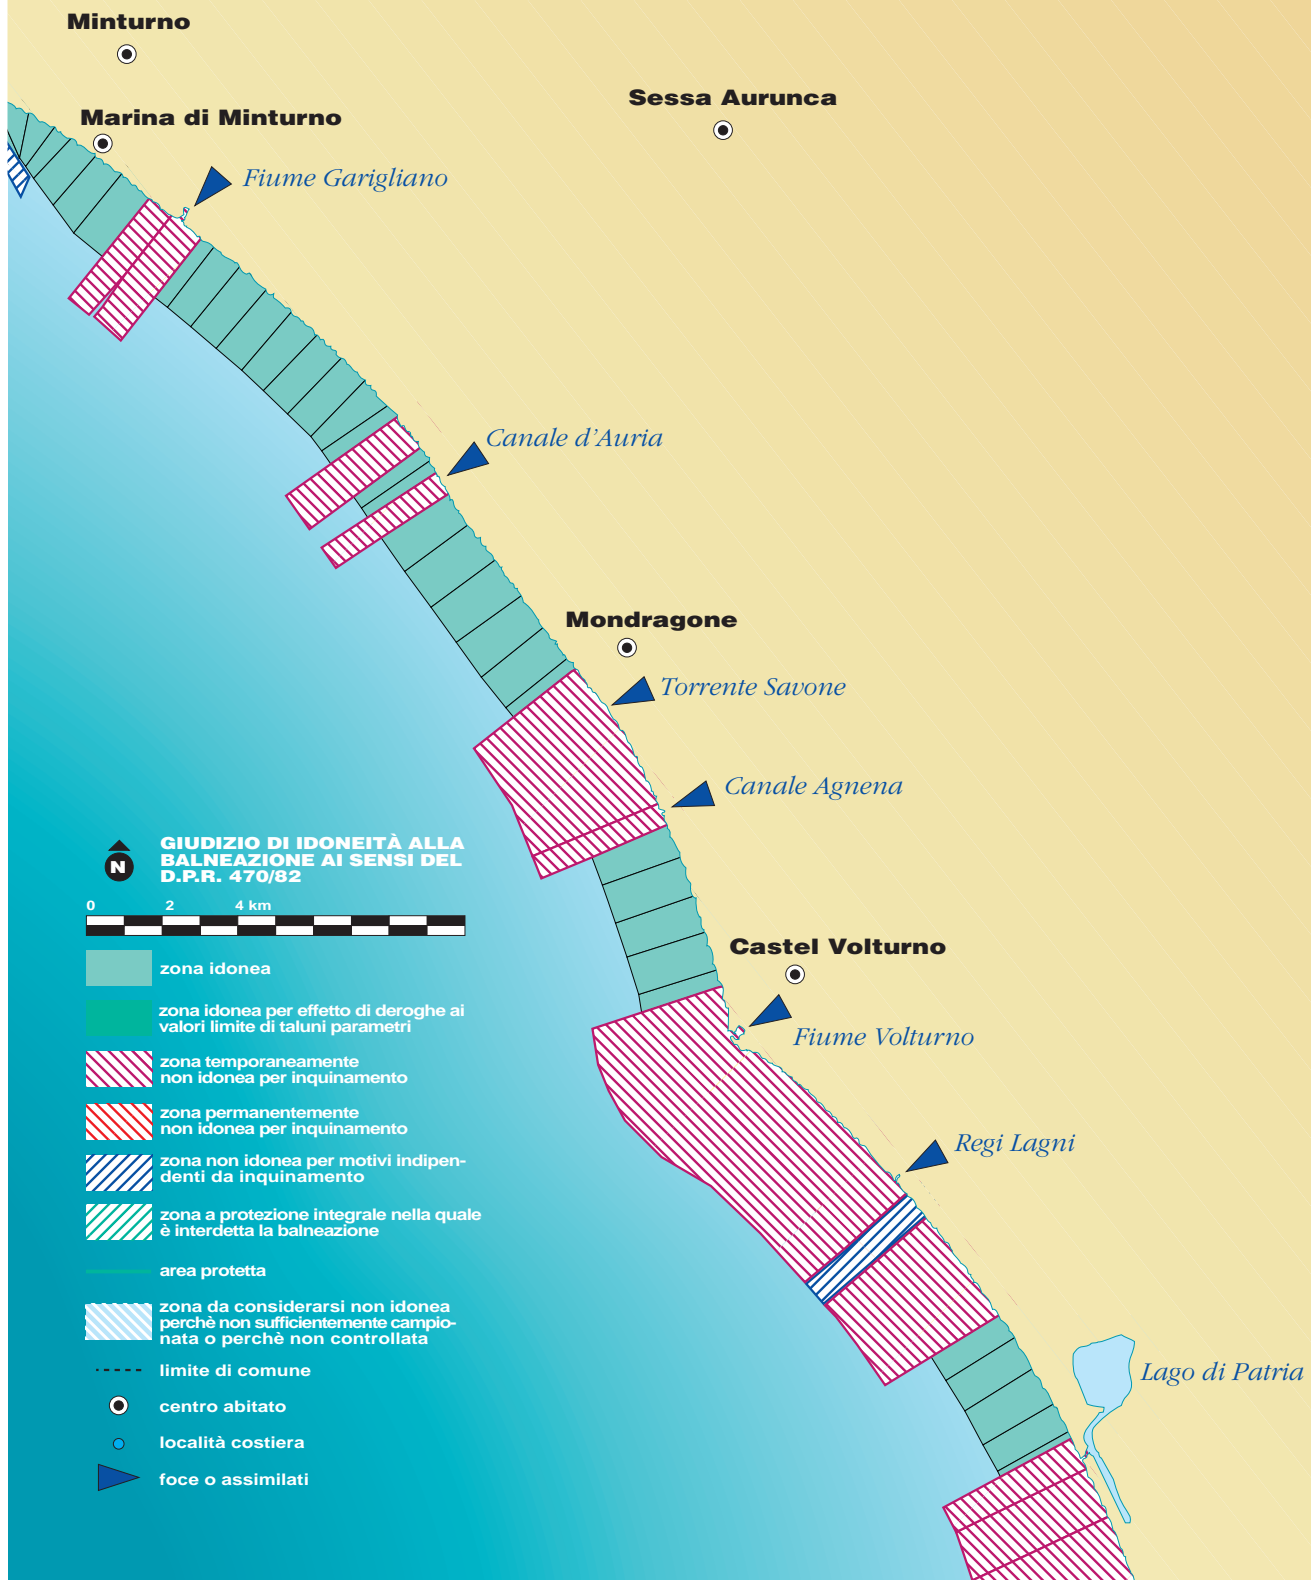 Minturno
Sessa Aurunca
Marina di Minturno
Fiume Garigliano
Canale d'Auria
Mondragone
Torrente Savone
Canale Agnena
N
GIUDIZIO DI IDONEITÀ ALLA
BALNEAZIONE AI SENSI DEL
D.P.R. 470/82
0 2 4 km
Castel Volturno
zona idonea
zona idonea per effetto di deroghe ai
valori limite di taluni parametri
Fiume Volturno
zona temporaneamente
non idonea per inquinamento
zona permanentemente
non idonea per inquinamento
Regi Lagni
zona non idonea per motivi indipen-
denti da inquinamento
zona a protezione integrale nella quale
è interdetta la balneazione
area protetta
zona da considerarsi non idonea
perchè non sufficientemente campio-
nata o perchè non controllata
Lago di Patria
limite di comune
centro abitato
località costiera
foce o assimilati